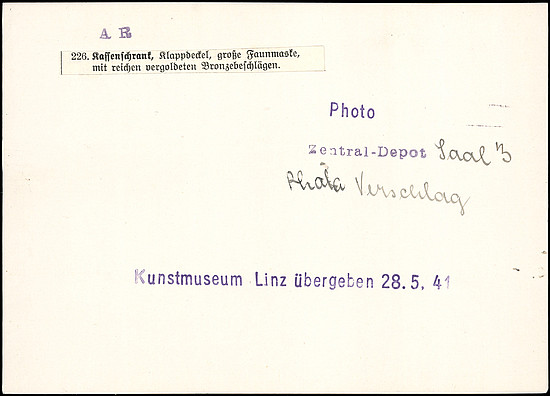 A R
226. Kassenschrank, Klappdeckel, große Faunmaske,
mit reichen vergoldeten Bronzebeschlägen.
Photo
Zentral-Depot Saal
Verschlag
Kunstmuseum Linz übergeben 28. 5. 41